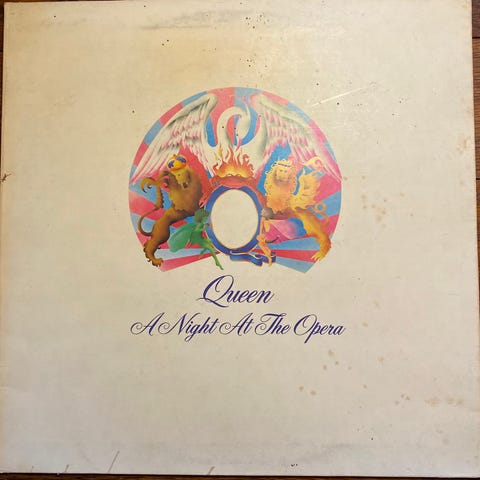 Queen
A Night At The Opera